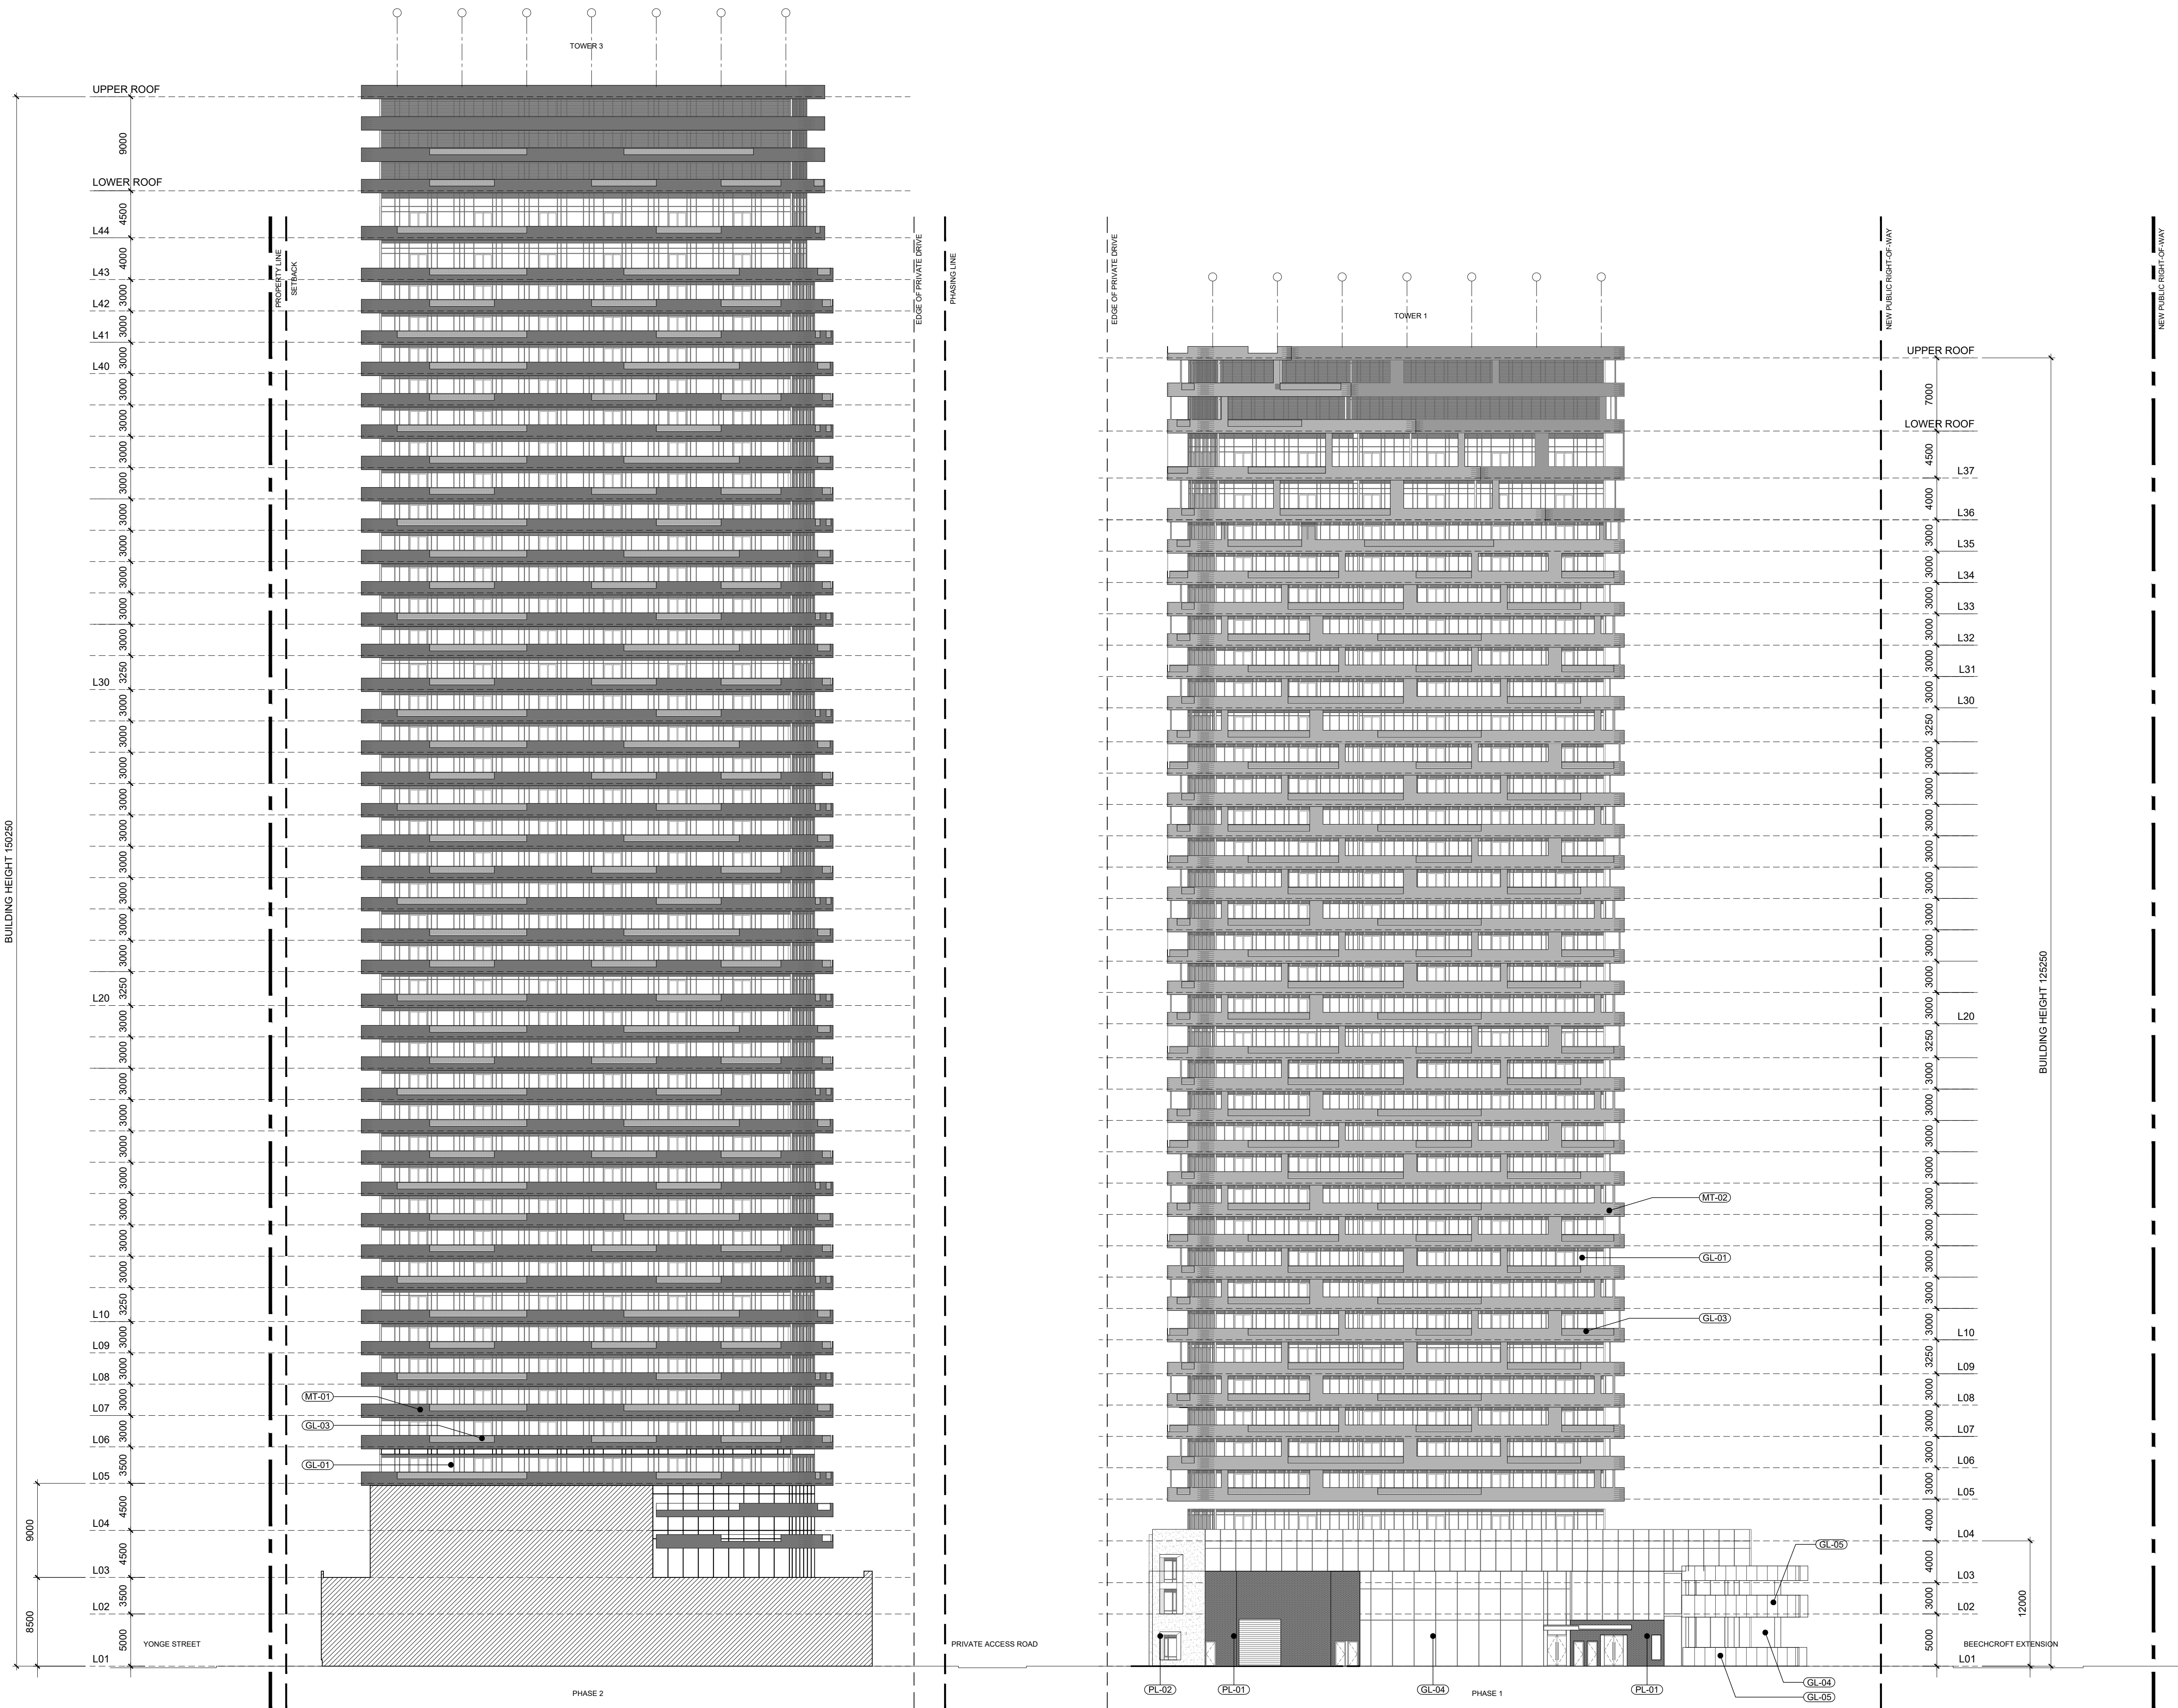 TOWER 3
UPPER ROOF
9000
LOWER ROOF
4500
L44
4000
L43
3000
L42
3000
L41
3000
L40
3000
3000
3000
3000
3000
3000
3000
3000
3000
3250
L30
3000
3000
3000
3000
3000
3000
3000
3000
3000
3250
L20
3000
3000
3000
3000
3000
3000
3000
3000
3000
3250
L10
3000
L09
3000
L08
3000
L07
3000
L06
3500
L05
4500
L04
4500
L03
3500
L02
5000
L01
BUILDING HEIGHT 150250
9000
8500
PROPERTY LINE
SETBACK
MT-01
GL-03
GL-01
YONGE STREET
PHASE 2
EDGE OF PRIVATE DRIVE
PHASING LINE
PRIVATE ACCESS ROAD
EDGE OF PRIVATE DRIVE
TOWER 1
NEW PUBLIC RIGHT-OF-WAY
NEW PUBLIC RIGHT-OF-WAY
UPPER ROOF
7000
LOWER ROOF
4500
L37
4000
L36
3000
L35
3000
L34
3000
L33
3000
L32
3000
L31
3000
L30
3250
3000
3000
3000
3000
3000
3000
3000
3000
3000
L20
3250
3000
3000
3000
3000
3000
3000
3000
3000
3000
L10
3250
L09
3000
L08
3000
L07
3000
L06
3000
L05
4000
L04
4000
L03
3000
L02
5000
L01
BUILDING HEIGHT 125250
12000
MT-02
GL-01
GL-03
GL-05
GL-04
GL-05
PL-02
PL-01
GL-04
PL-01
PHASE 1
BEECHCROFT EXTENSION